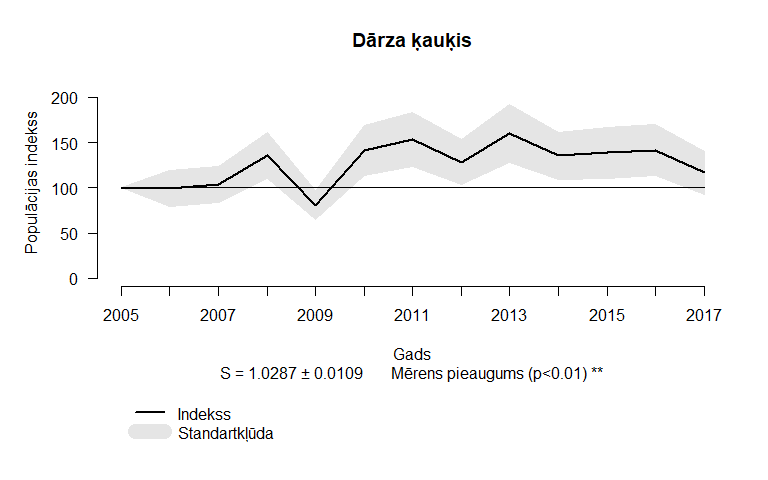 Dārza ķauķis
Populācijas indekss
200
150
100
50
0
2005 2007 2009 2011 2013 2015 2017
Gads
S = 1.0287 ± 0.0109 Mērens pieaugums (p<0.01) **
Indekss
Standartkļūda